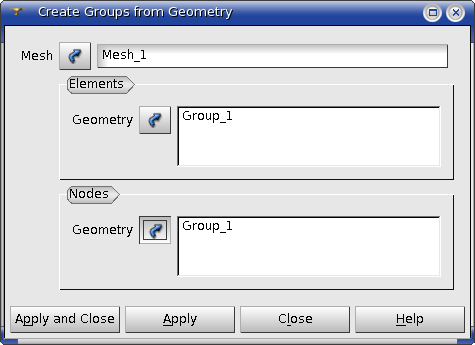 Create Groups from Geometry
Mesh Mesh_1
Elements
Geometry Group_1
Nodes
Geometry Group_1
Apply and Close Apply Close Help